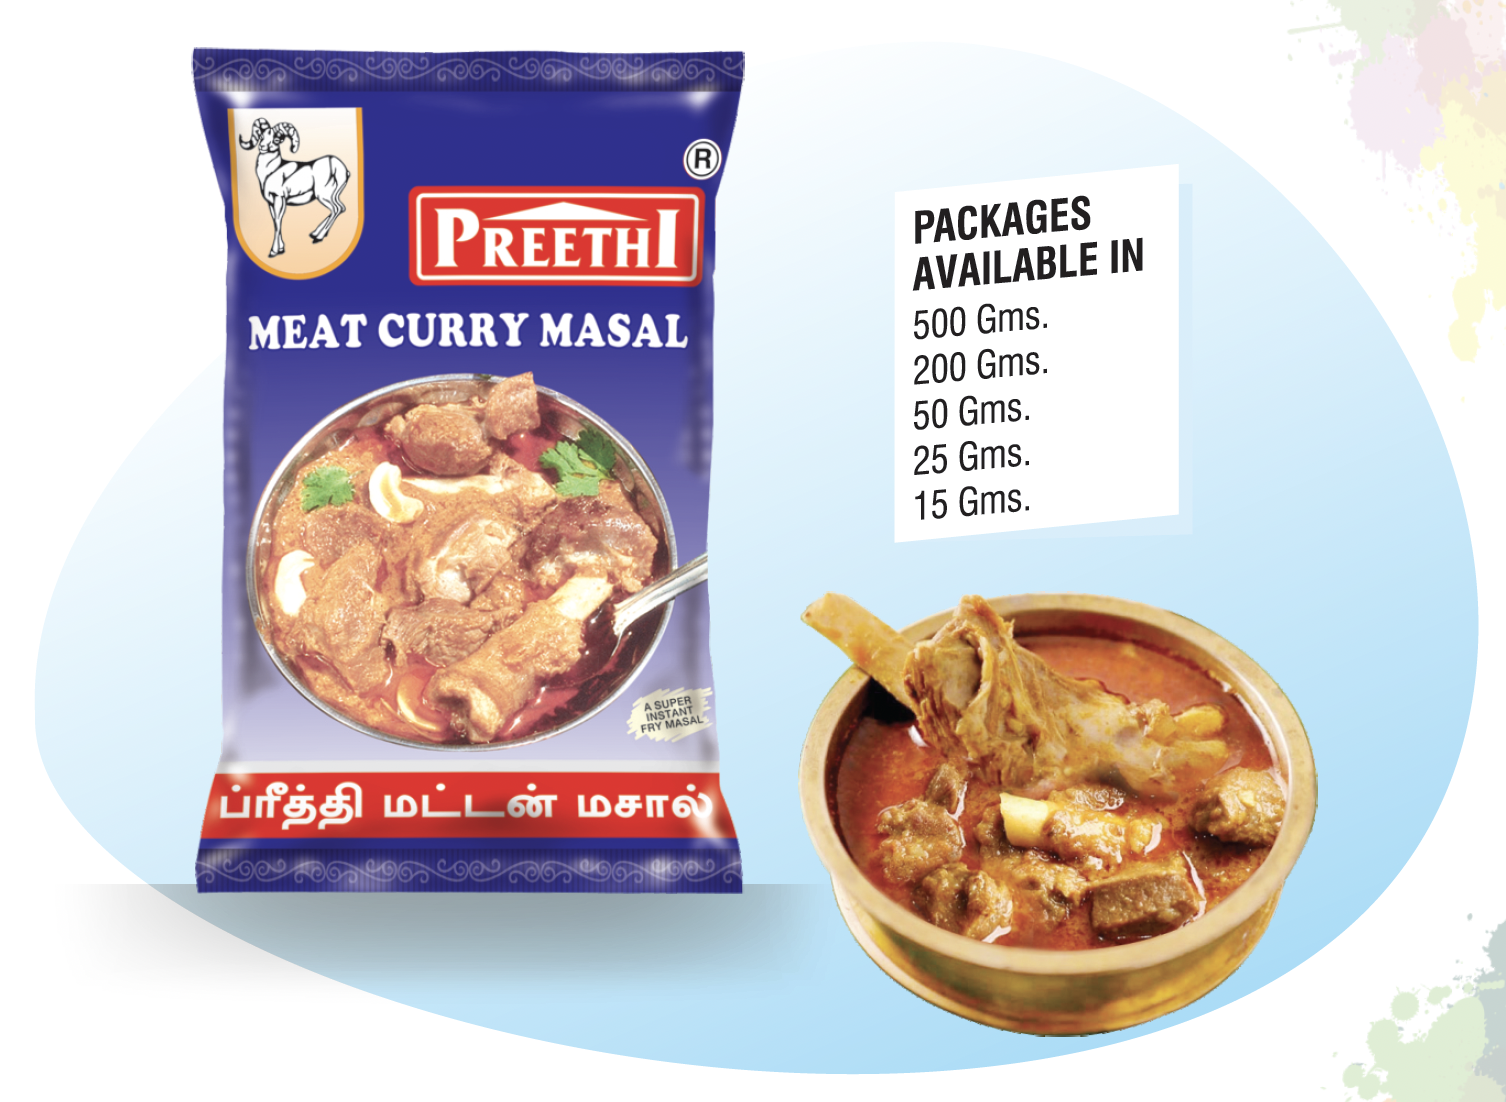 ®
PREETHI
MEAT CURRY MASAL
A SUPER
INSTANT
FRY MASAL
ப்ரீத்தி மட்டன் மசால்
PACKAGES
AVAILABLE IN
500 Gms.
200 Gms.
50 Gms.
25 Gms.
15 Gms.